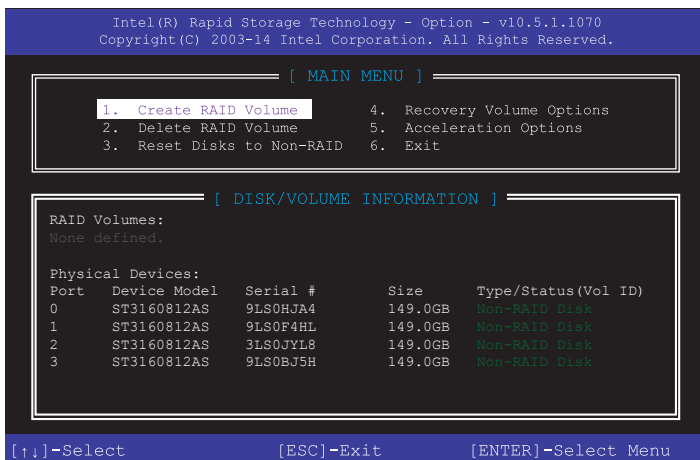 Intel(R) Rapid Storage Technology - Option - v10.5.1.1070
Copyright(C) 2003-14 Intel Corporation. All Rights Reserved.
[ MAIN MENU ]
1. Create RAID Volume 4. Recovery Volume Options
2. Delete RAID Volume 5. Acceleration Options
3. Reset Disks to Non-RAID 6. Exit
[ DISK/VOLUME INFORMATION ]
RAID Volumes:
None defined.
Physical Devices:
Port Device Model Serial # Size Type/Status(Vol ID)
0 ST3160812AS 9LS0HJA4 149.0GB Non-RAID Disk
1 ST3160812AS 9LS0F4HL 149.0GB Non-RAID Disk
2 ST3160812AS 3LS0JYL8 149.0GB Non-RAID Disk
3 ST3160812AS 9LS0BJ5H 149.0GB Non-RAID Disk
[↑↓]-Select [ESC]-Exit [ENTER]-Select Menu